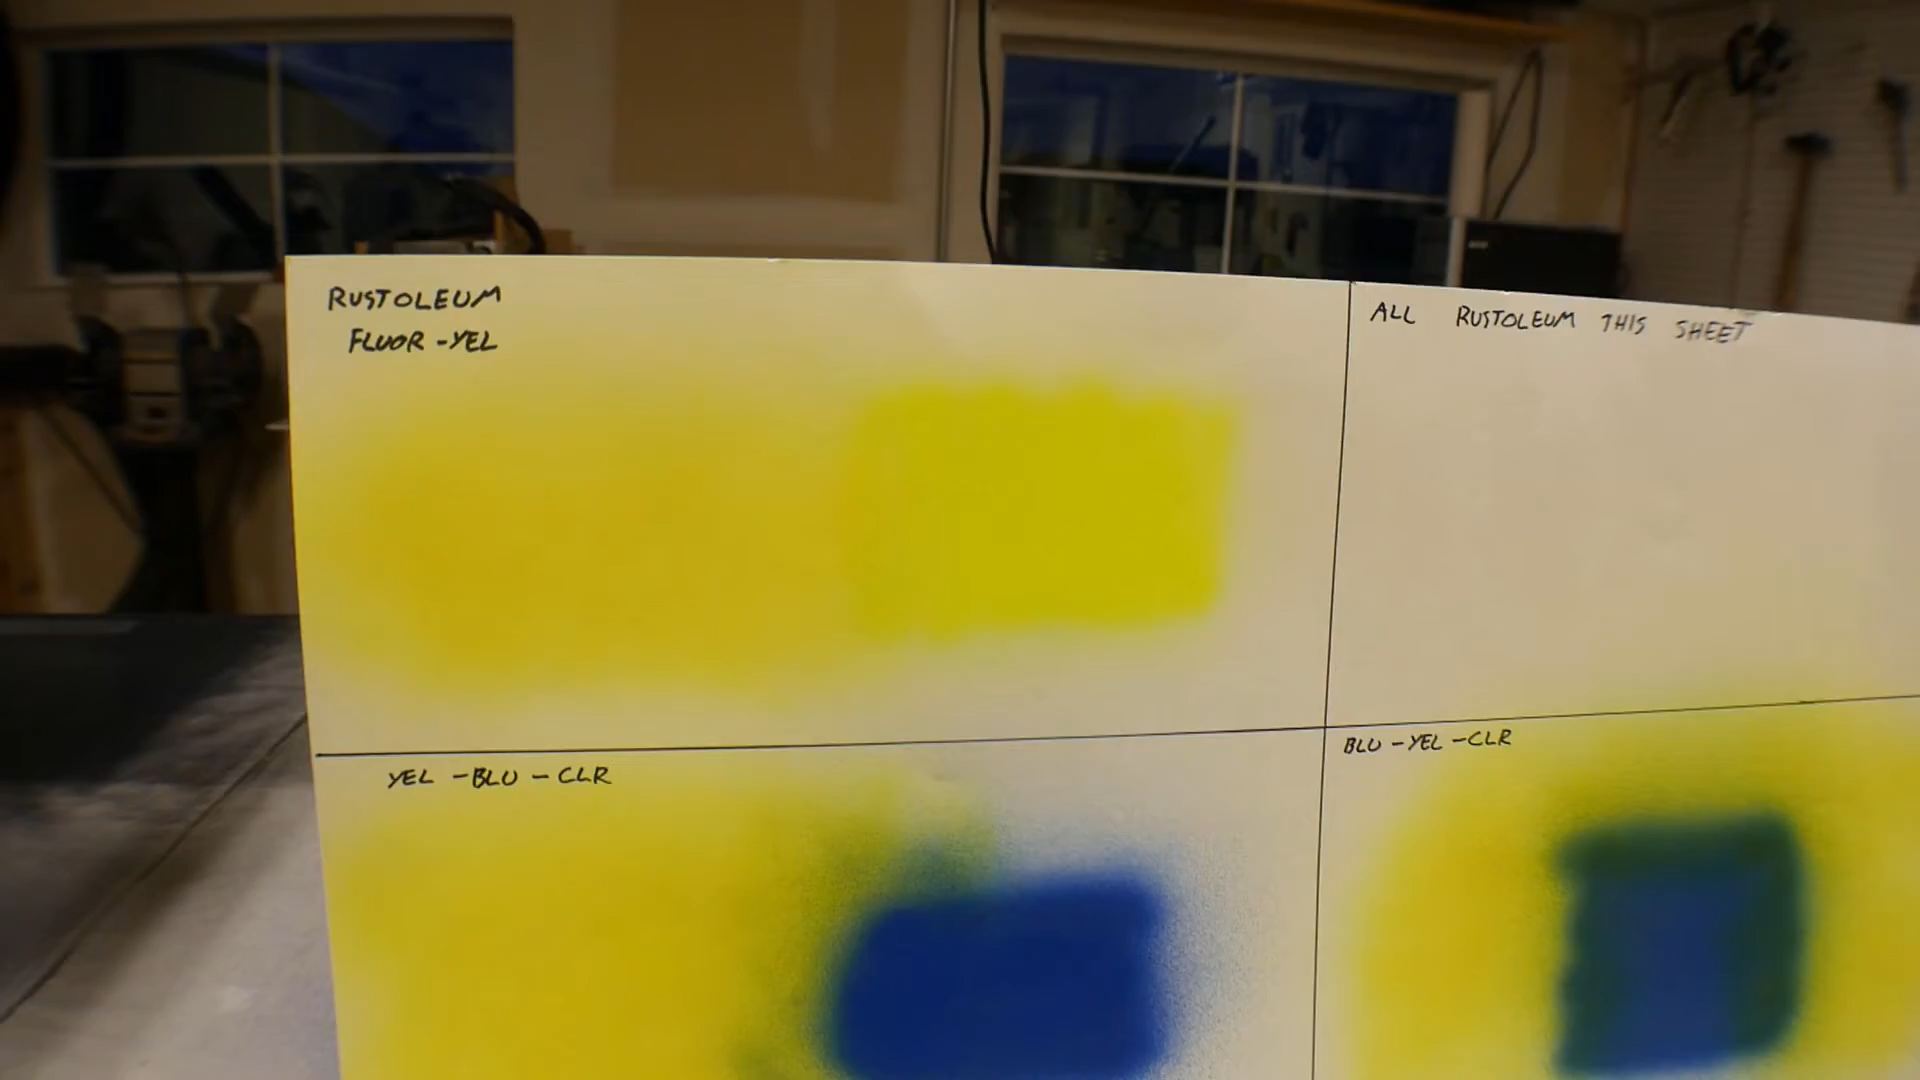 RUSTOLEUM
FLUOR-YEL
ALL RUSTOLEUM THIS SHEET
YEL-BLU-CLR
BLU-YEL-CLR